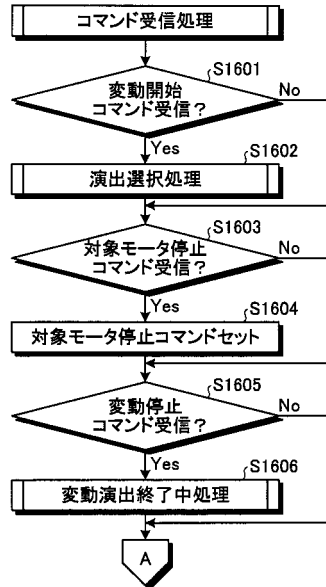 コマンド受信処理
S1601
変動開始
コマンド受信？
No
Yes
S1602
演出選択処理
S1603
対象モータ停止
コマンド受信？
No
Yes
S1604
対象モータ停止コマンドセット
S1605
変動停止
コマンド受信？
No
Yes
S1606
変動演出終了中処理
A